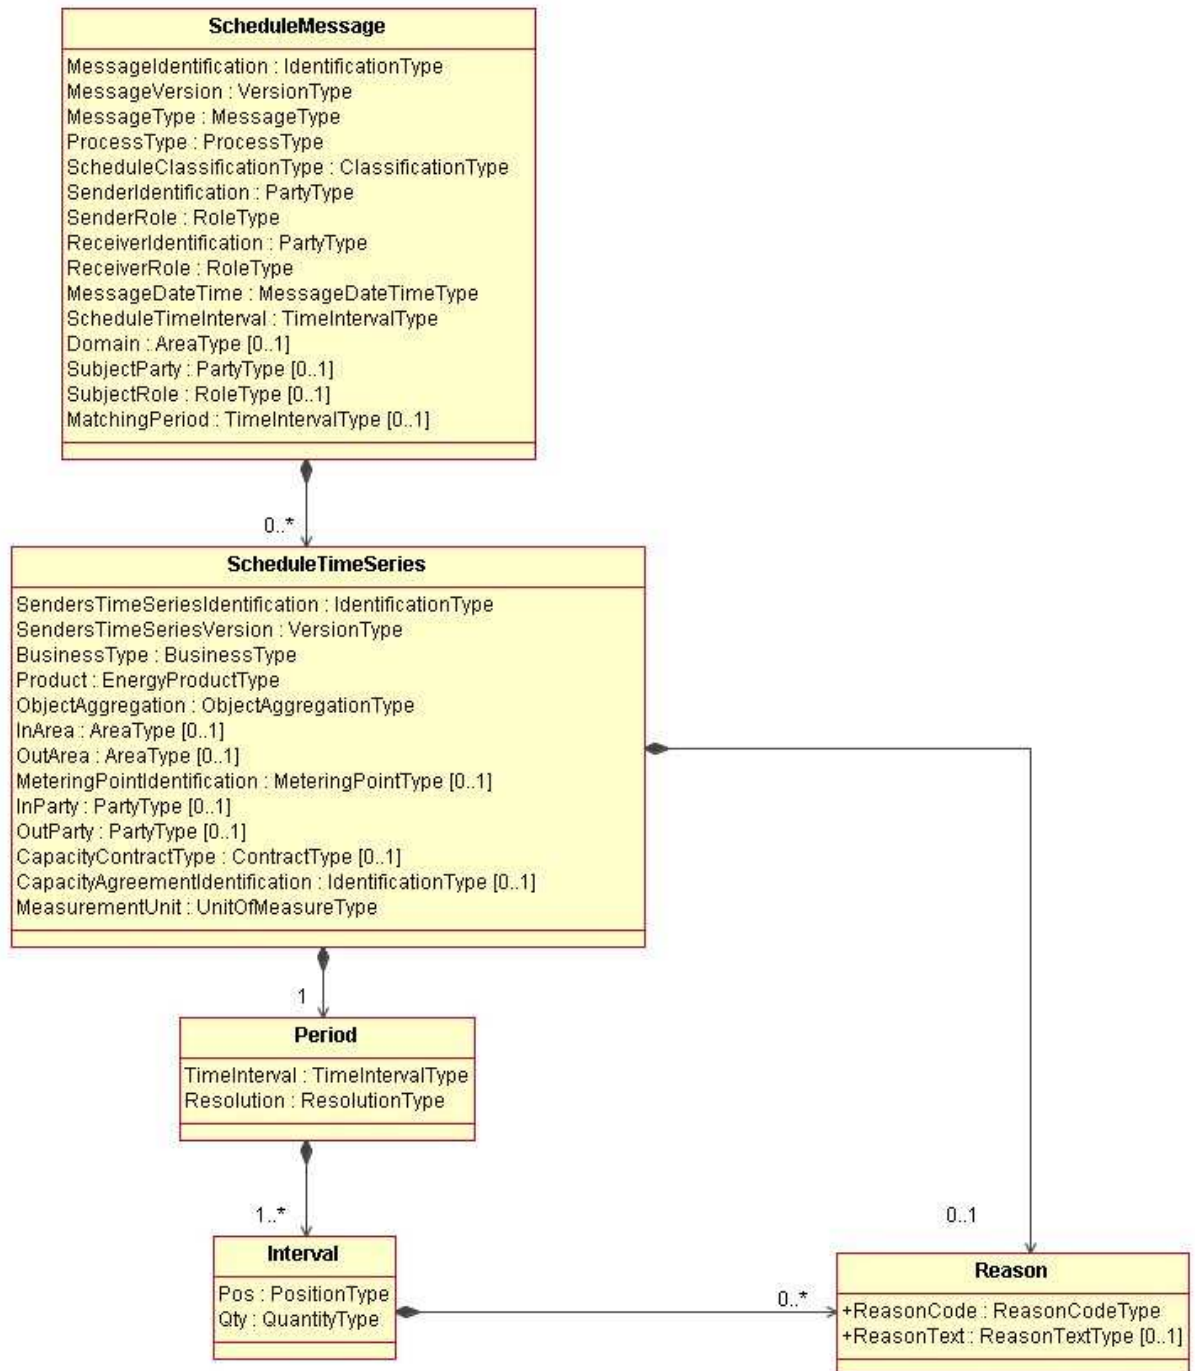 ScheduleMessage
MessageIdentification : IdentificationType
MessageVersion : VersionType
MessageType : MessageType
ProcessType : ProcessType
ScheduleClassificationType : ClassificationType
SenderIdentification : PartyType
SenderRole : RoleType
ReceiverIdentification : PartyType
ReceiverRole : RoleType
MessageDateTime : MessageDateTimeType
ScheduleTimeInterval : TimeIntervalType
Domain : AreaType [0..1]
SubjectParty : PartyType [0..1]
SubjectRole : RoleType [0..1]
MatchingPeriod : TimeIntervalType [0..1]
0..*
ScheduleTimeSeries
SendersTimeSeriesIdentification : IdentificationType
SendersTimeSeriesVersion : VersionType
BusinessType : BusinessType
Product : EnergyProductType
ObjectAggregation : ObjectAggregationType
InArea : AreaType [0..1]
OutArea : AreaType [0..1]
MeteringPointIdentification : MeteringPointType [0..1]
InParty : PartyType [0..1]
OutParty : PartyType [0..1]
CapacityContractType : ContractType [0..1]
CapacityAgreementIdentification : IdentificationType [0..1]
MeasurementUnit : UnitOfMeasureType
1
Period
TimeInterval : TimeIntervalType
Resolution : ResolutionType
1..*
0..1
Interval
Pos : PositionType
Qty : QuantityType
0..*
Reason
+ReasonCode : ReasonCodeType
+ReasonText : ReasonTextType [0..1]